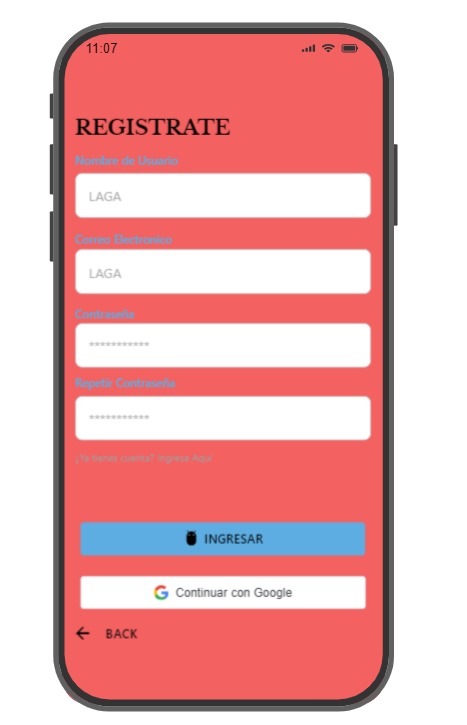 11:07
REGISTRATE
Nombre de Usuario
LAGA
Correo Electronico
LAGA
Contraseña
***********
Repetir Contraseña
***********
¿Ya tienes cuenta? Ingresa Aquí
INGRESAR
Continuar con Google
BACK